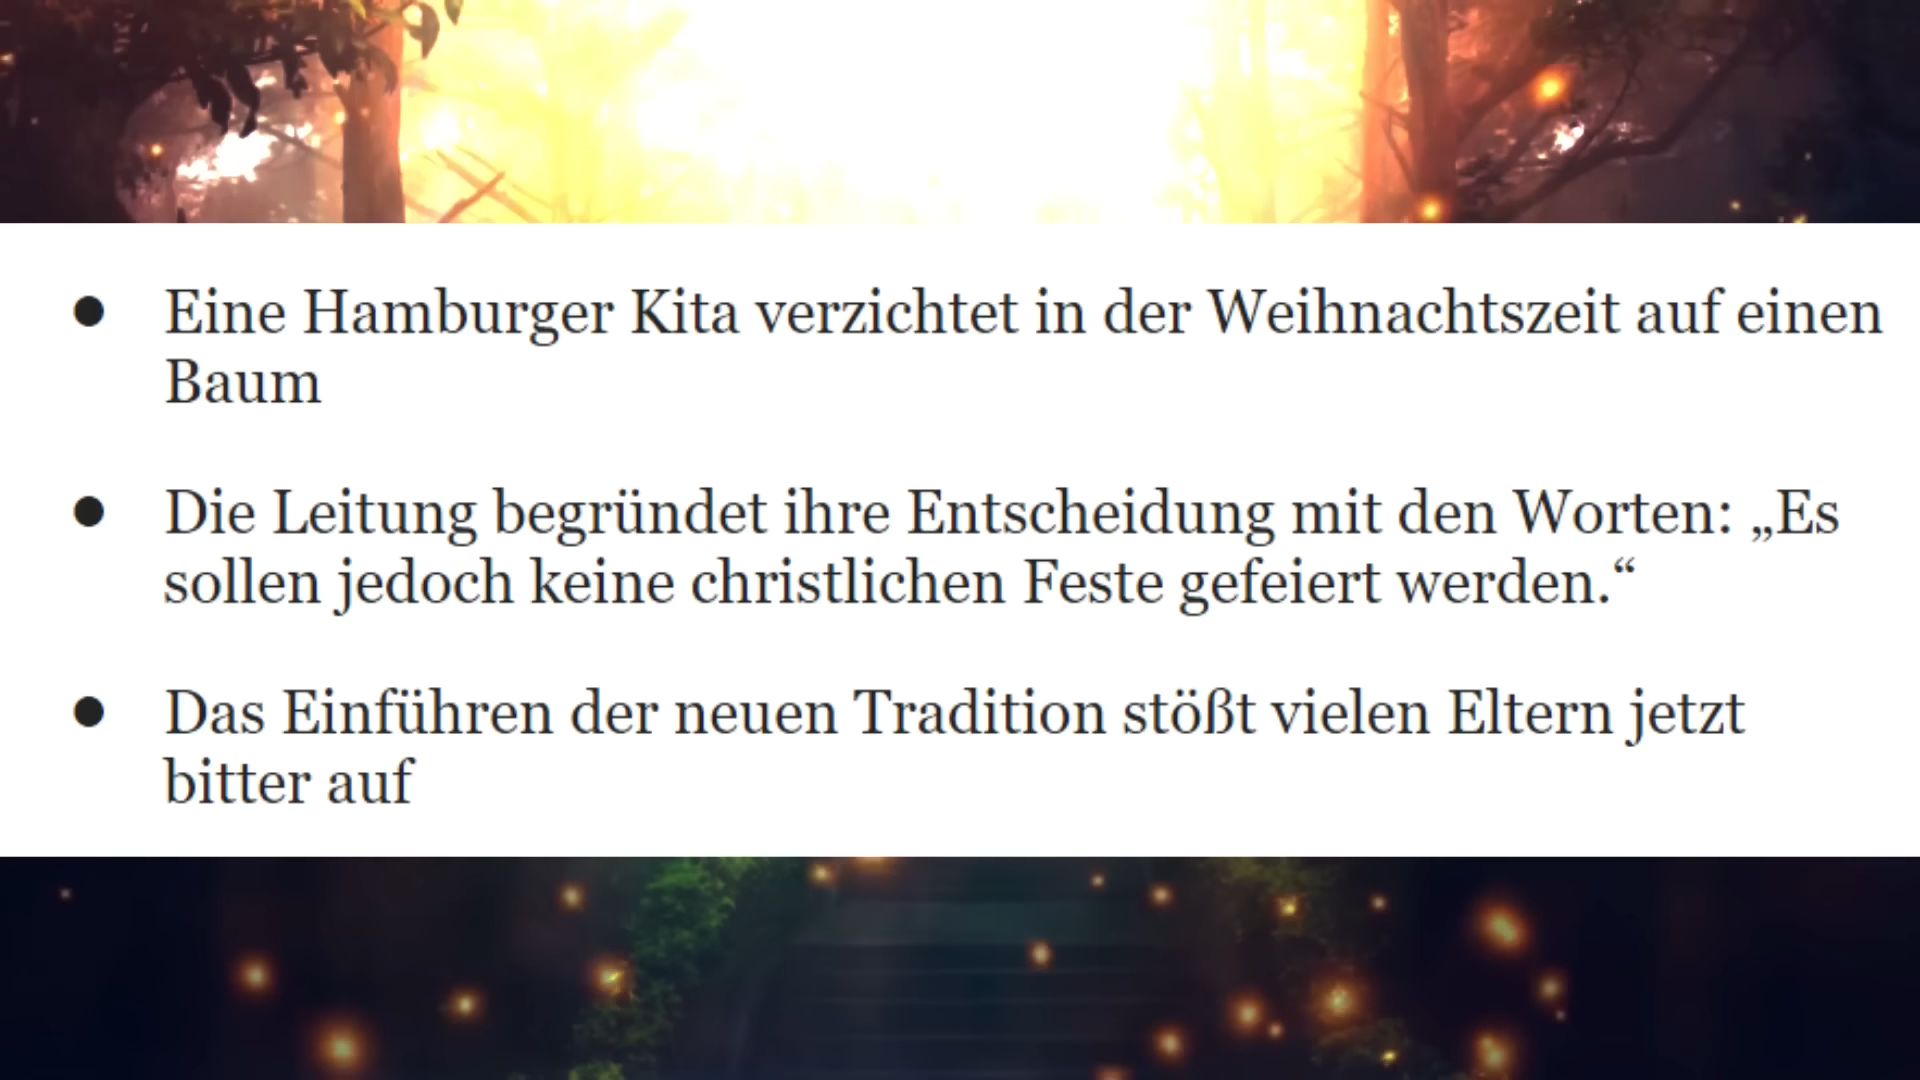 ● Eine Hamburger Kita verzichtet in der Weihnachtszeit auf einen
Baum
● Die Leitung begründet ihre Entscheidung mit den Worten: „Es
sollen jedoch keine christlichen Feste gefeiert werden.“
● Das Einführen der neuen Tradition stößt vielen Eltern jetzt
bitter auf